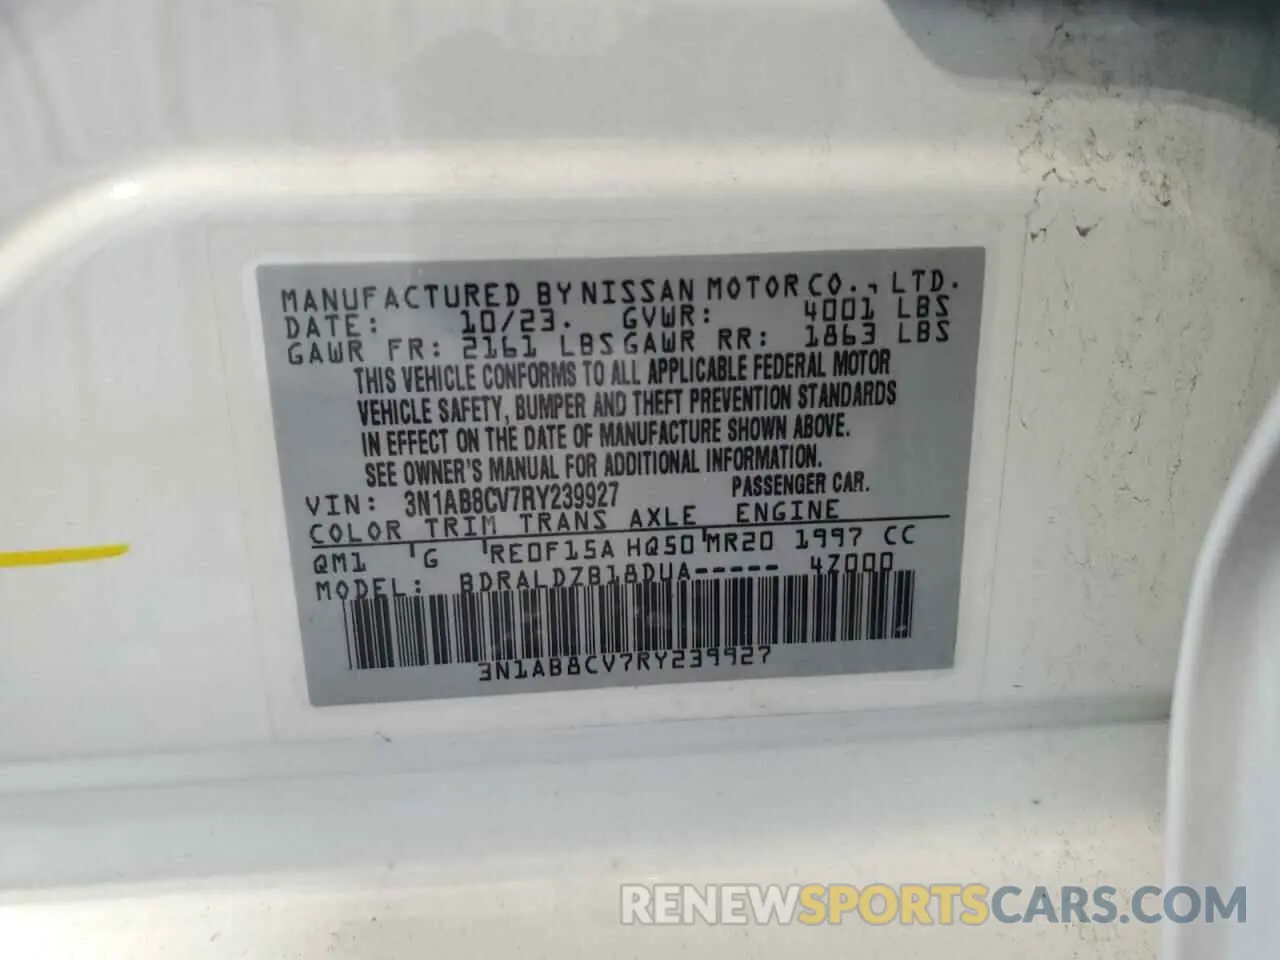 MANUFACTURED BY NISSAN MOTOR CO., LTD.
DATE: 10/23. GVWR: 4001 LBS
GAWR FR: 2161 LBS GAWR RR: 1863 LBS
THIS VEHICLE CONFORMS TO ALL APPLICABLE FEDERAL MOTOR
VEHICLE SAFETY, BUMPER AND THEFT PREVENTION STANDARDS
IN EFFECT ON THE DATE OF MANUFACTURE SHOWN ABOVE.
SEE OWNER'S MANUAL FOR ADDITIONAL INFORMATION.
VIN: 3N1AB8CV7RY239927 PASSENGER CAR.
COLOR TRIM TRANS AXLE ENGINE
QM1 G RE0F15A HQ50 MR20 1997 CC
MODEL: BDRALDZB18DUA----- 4Z000
3N1AB8CV7RY239927
RENEWSPORTSCARS.COM